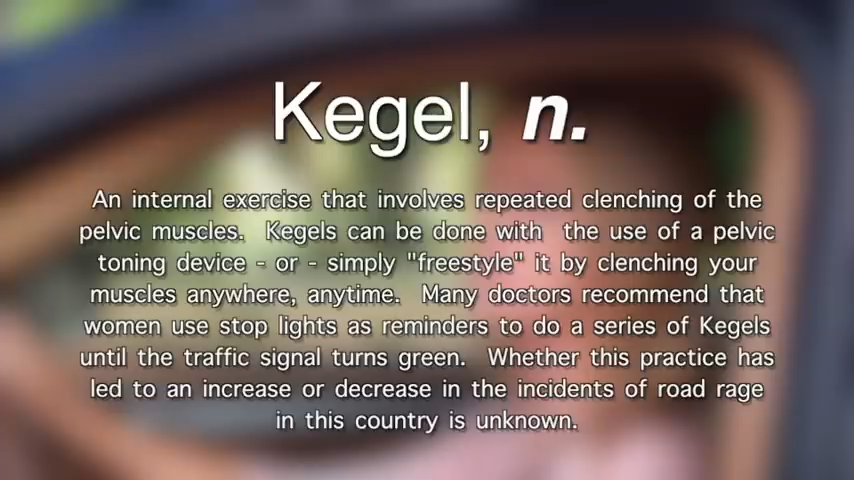 Kegel, n.
An internal exercise that involves repeated clenching of the
pelvic muscles.  Kegels can be done with  the use of a pelvic
toning device - or - simply "freestyle" it by clenching your
muscles anywhere, anytime.  Many doctors recommend that
women use stop lights as reminders to do a series of Kegels
until the traffic signal turns green.  Whether this practice has
led to an increase or decrease in the incidents of road rage
in this country is unknown.